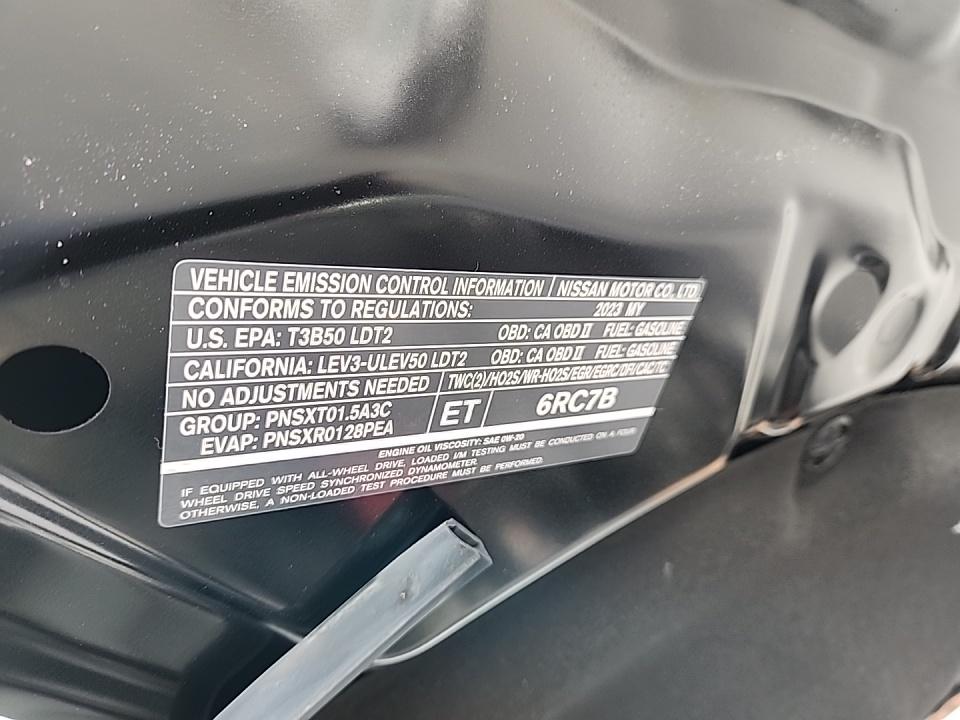 VEHICLE EMISSION CONTROL INFORMATION NISSAN MOTOR CO., LTD
CONFORMS TO REGULATIONS: 2023 MY
U.S. EPA: T3B50 LDT2 OBD: CA OBD II FUEL: GASOLINE
CALIFORNIA: LEV3-ULEV50 LDT2 OBD: CA OBD II FUEL: GASOLINE
NO ADJUSTMENTS NEEDED TWC(2)/HO2S/WR-HO2S/EGR/EGRC/DFI/CAC/TC
GROUP: PNSXT01.5A3C ET 6RC7B
EVAP: PNSXR0128PEA
ENGINE OIL VISCOSITY: SAE 0W-20
IF EQUIPPED WITH ALL-WHEEL DRIVE, LOADED I/M TESTING MUST BE CONDUCTED ON A FOUR
WHEEL DRIVE SPEED SYNCHRONIZED DYNAMOMETER.
OTHERWISE, A NON-LOADED TEST PROCEDURE MUST BE PERFORMED.